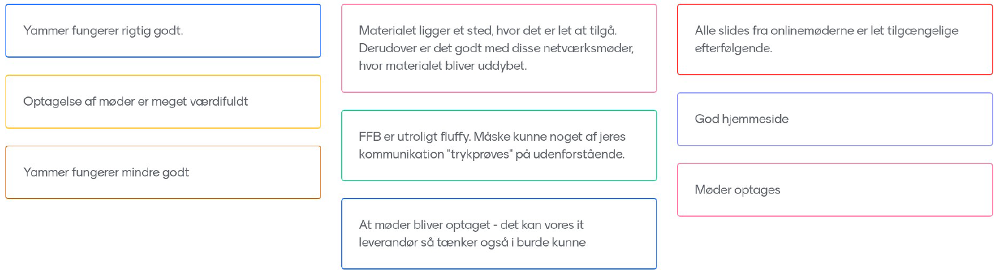 Yammer fungerer rigtig godt.
Optagelse af møder er meget værdifuldt
Yammer fungerer mindre godt
Materialet ligger et sted, hvor det er let at tilgå.
Derudover er det godt med disse netværksmøder,
hvor materialet bliver uddybet.
FFB er utroligt fluffy. Måske kunne noget af jeres
kommunikation "trykprøves" på udenforstående.
At møder bliver optaget - det kan vores it
leverandør så tænker også i burde kunne
Alle slides fra onlinemøderne er let tilgængelige
efterfølgende.
God hjemmeside
Møder optages